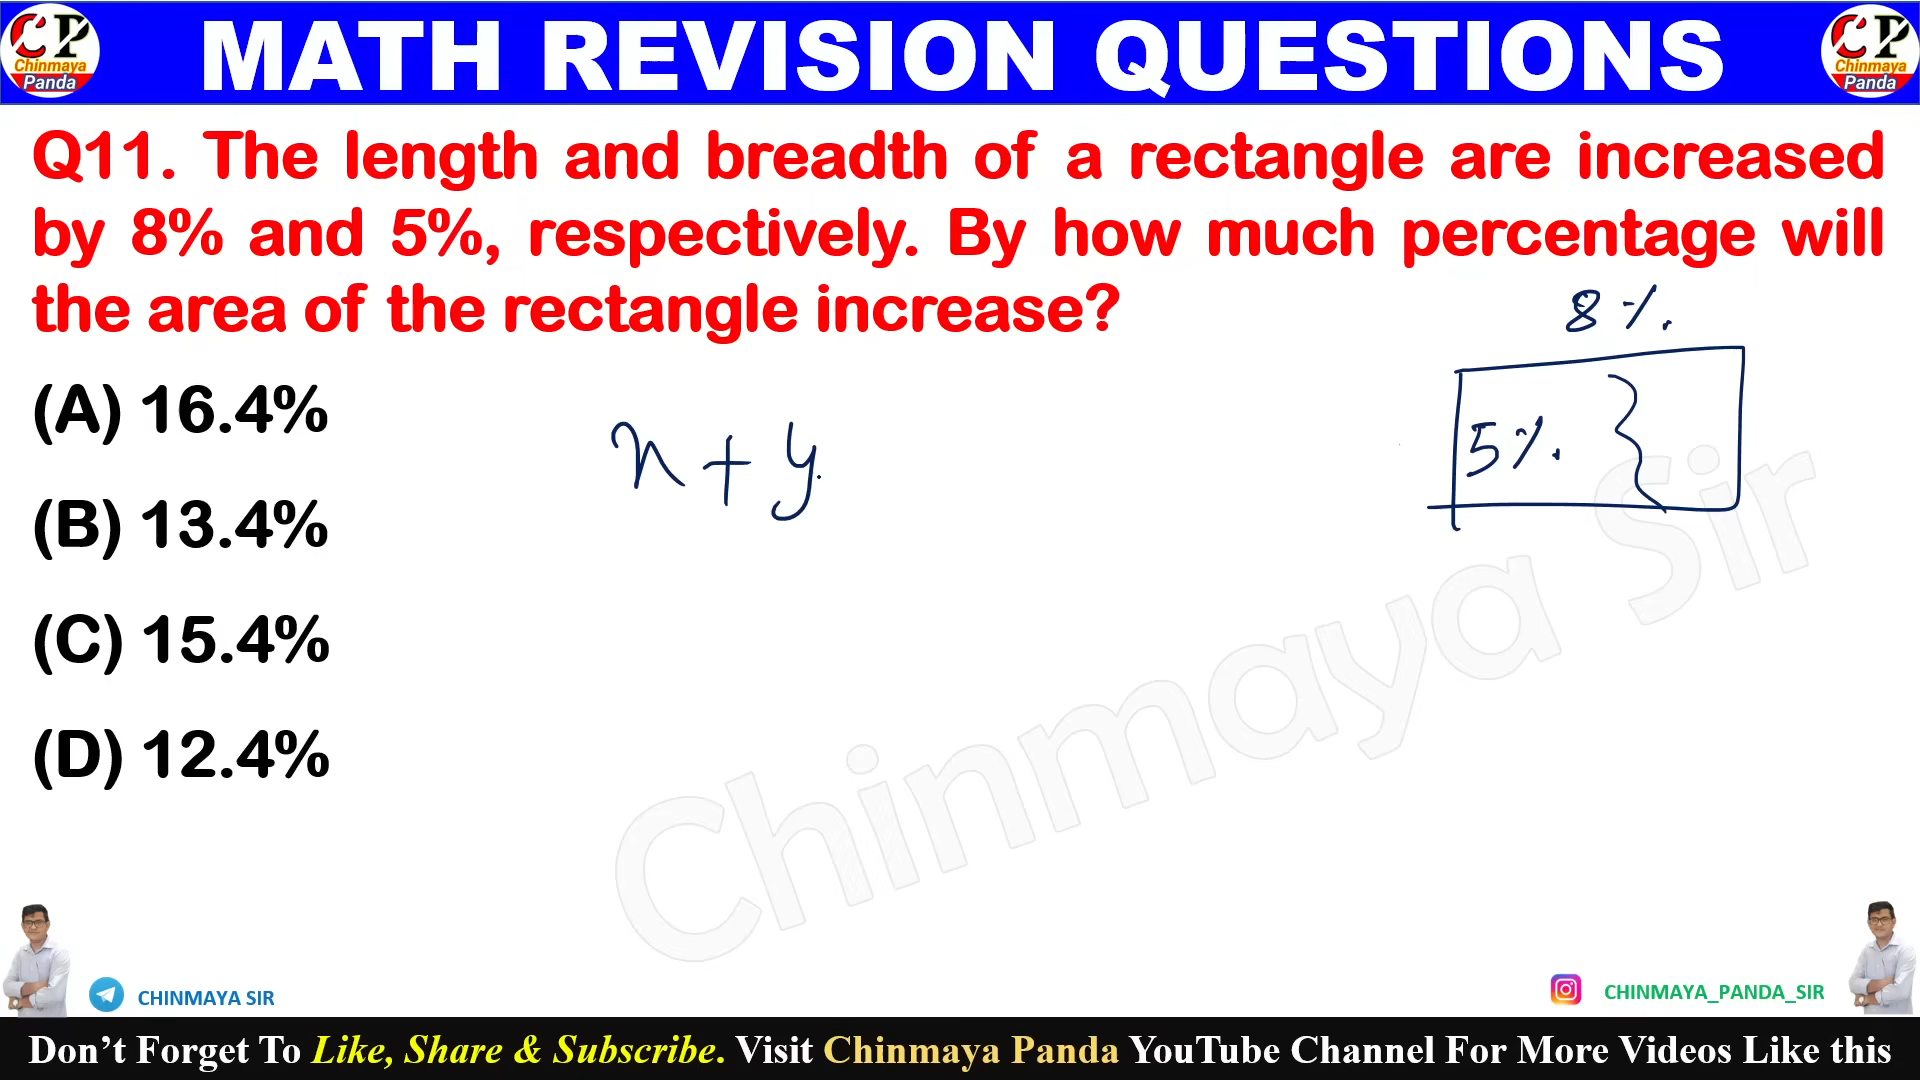 CP
Chinmaya
Panda
MATH REVISION QUESTIONS
CP
Chinmaya
Panda
Q11. The length and breadth of a rectangle are increased
by 8% and 5%, respectively. By how much percentage will
the area of the rectangle increase?
8%
(A) 16.4%
x + y
5%
(B) 13.4%
(C) 15.4%
(D) 12.4%
Chinmaya Sir
CHINMAYA SIR
CHINMAYA_PANDA_SIR
Don't Forget To Like, Share & Subscribe. Visit Chinmaya Panda YouTube Channel For More Videos Like this